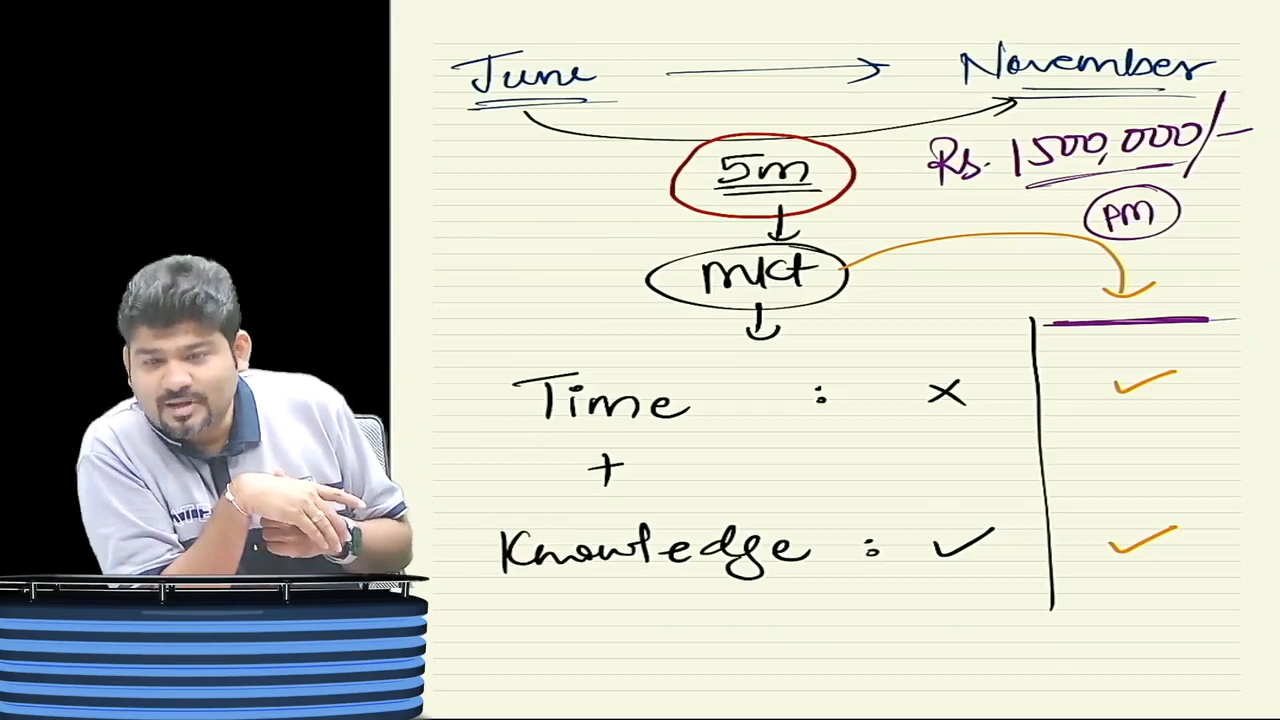 June → November
Rs. 1500,000/-
5m
PM
mkt
Time : ×
+
Knowledge : ✓